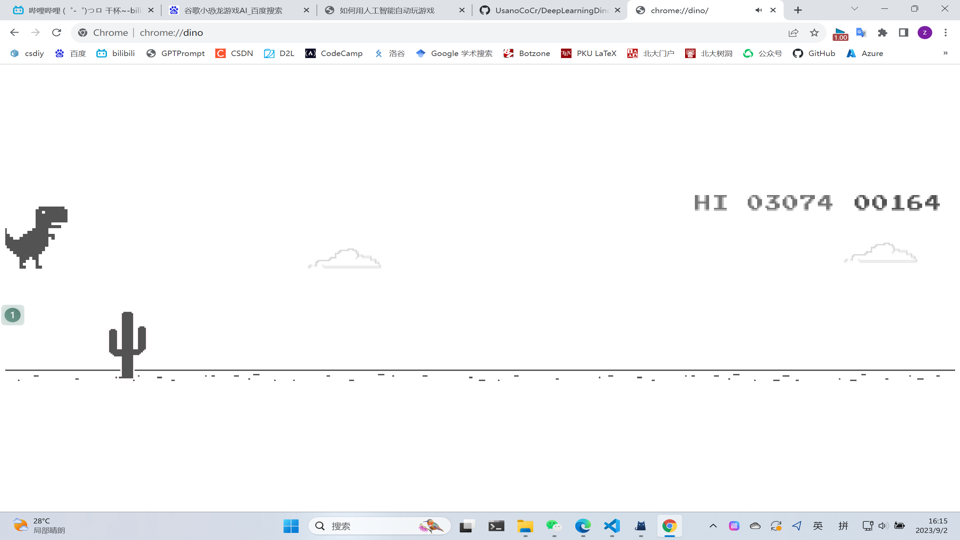 哔哩哔哩 (゜-゜)つロ 干杯~-bili
谷歌小恐龙游戏AI_百度搜索
如何用人工智能自动玩游戏
UsanoCoCr/DeepLearningDin
chrome://dino/
Chrome | chrome://dino
1.00
z
csdiy
百度
bilibili
GPTPrompt
CSDN
D2L
CodeCamp
洛谷
Google 学术搜索
Botzone
PKU LaTeX
北大门户
北大树洞
公众号
GitHub
Azure
»
HI 03074 00164
1
28°C
局部晴朗
搜索
英
拼
16:15
2023/9/2